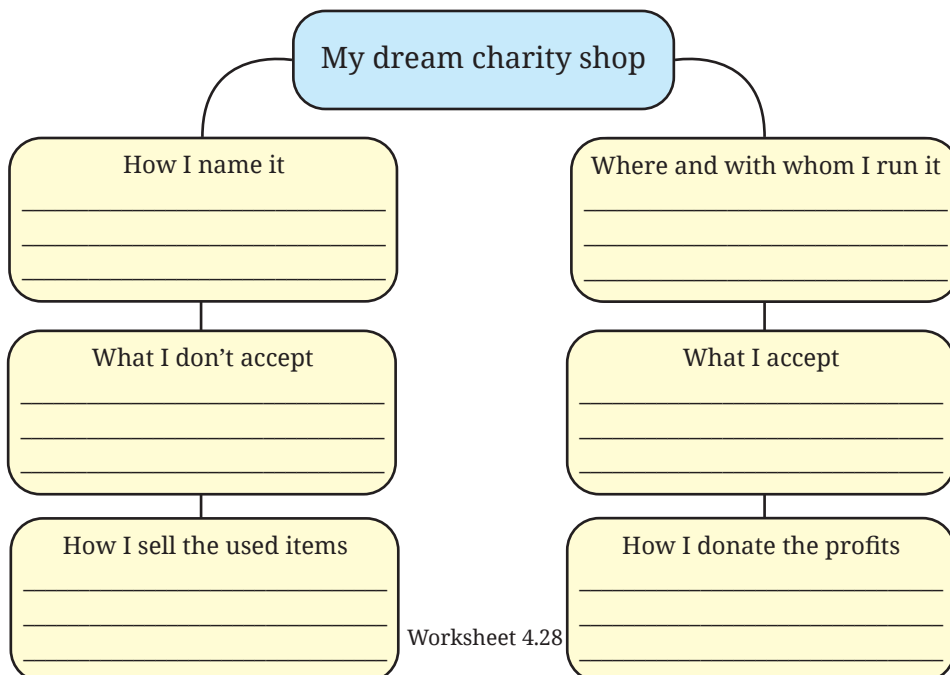 My dream charity shop
How I name it
Where and with whom I run it
What I don’t accept
What I accept
How I sell the used items
How I donate the profits
Worksheet 4.28